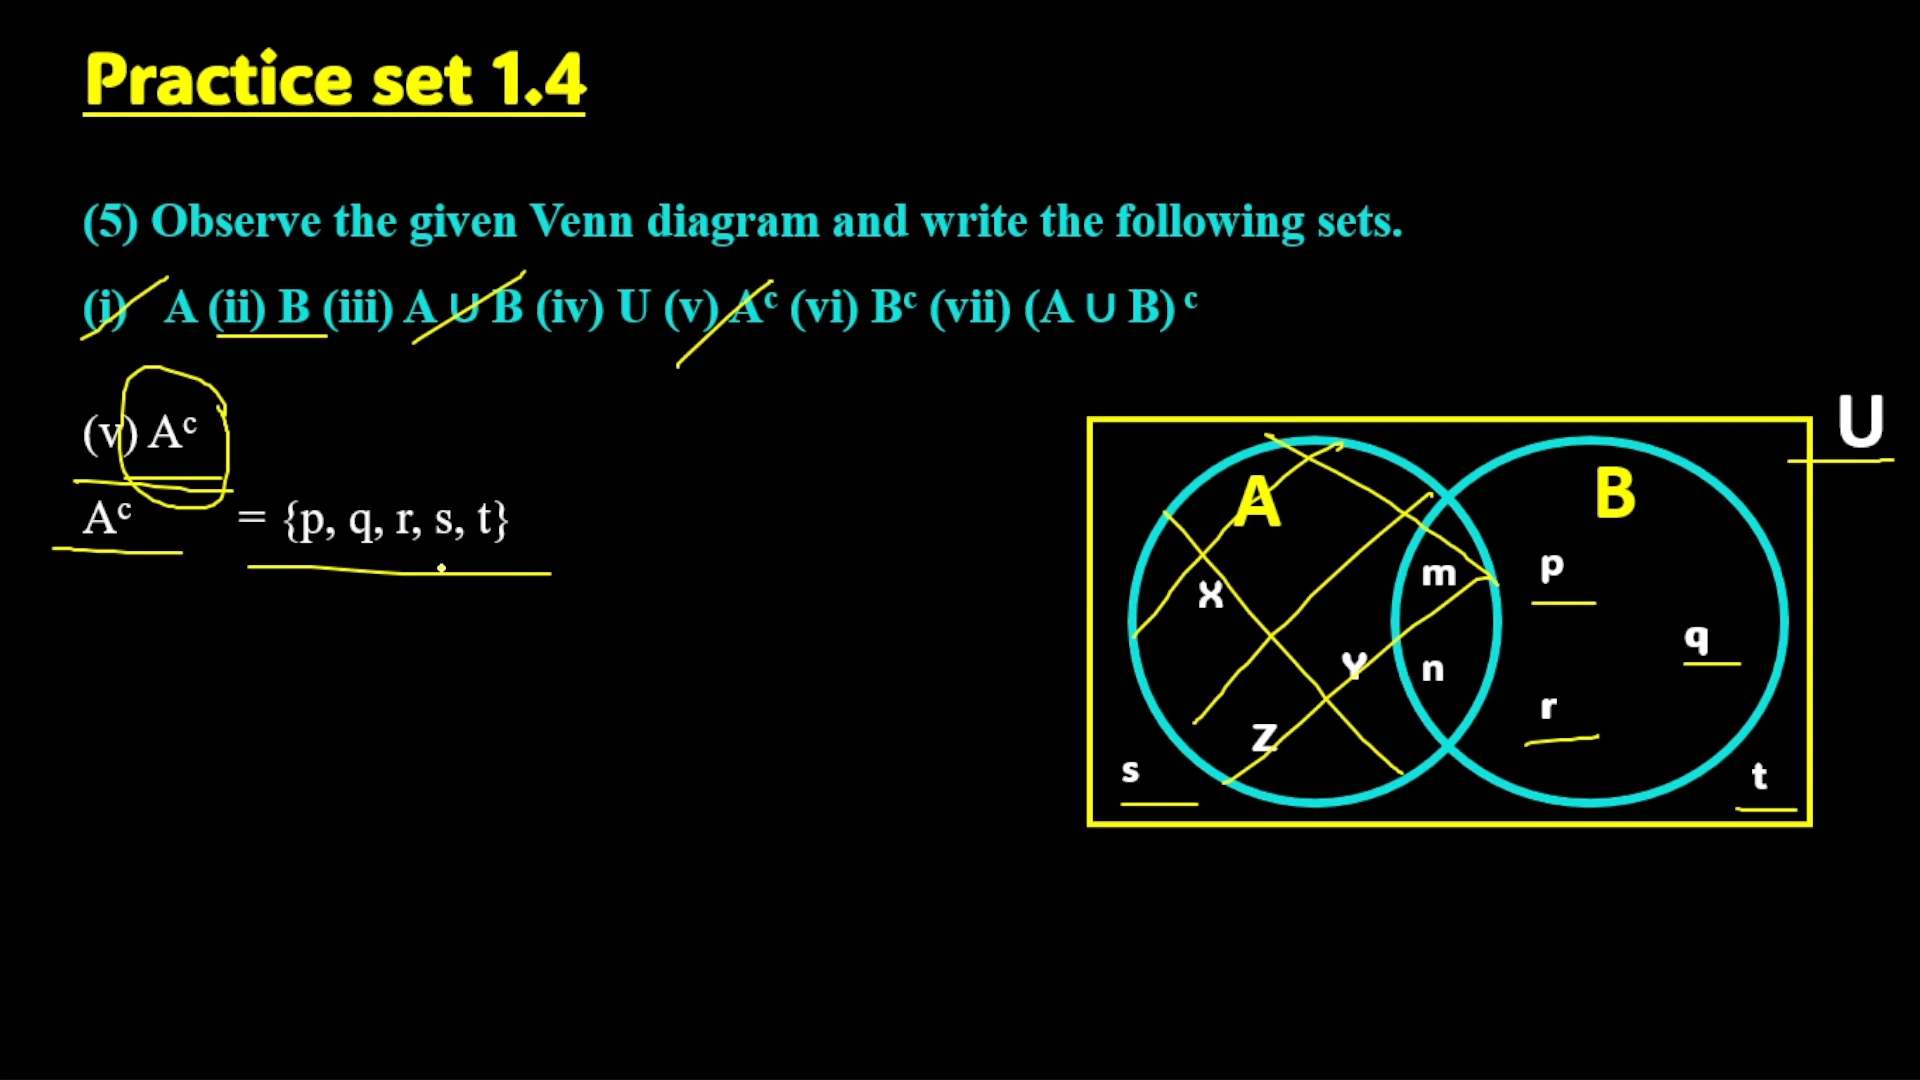 Practice set 1.4
(5) Observe the given Venn diagram and write the following sets.
(i) A (ii) B (iii) A ∪ B (iv) U (v) Aᶜ (vi) Bᶜ (vii) (A ∪ B) ᶜ
(v) Aᶜ
Aᶜ = {p, q, r, s, t}
U
A
B
m
p
x
q
y
n
r
z
s
t